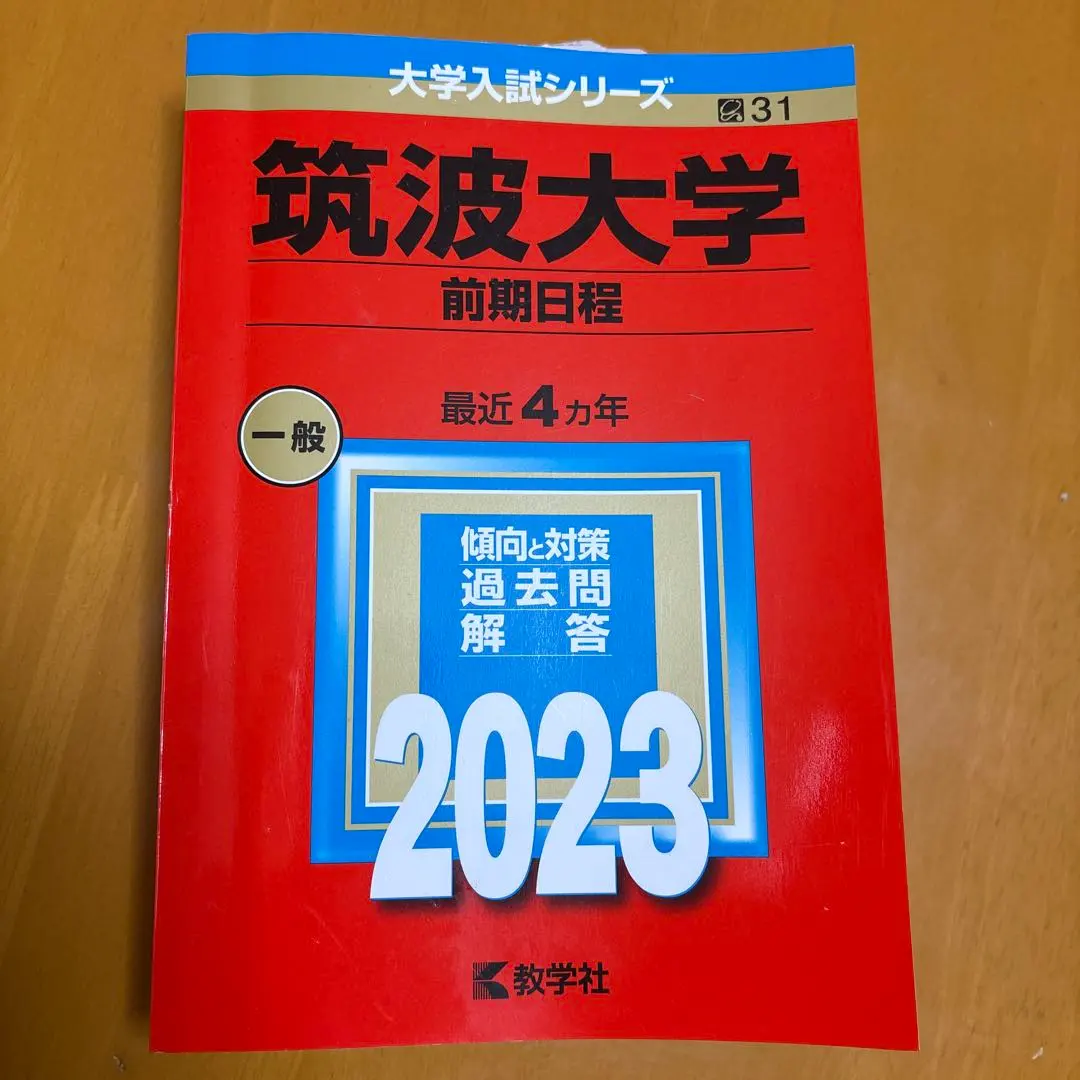 大学入試シリーズ
31
筑波大学
前期日程
最近4カ年
一般
傾向と対策
過去問
解答
2023
教学社